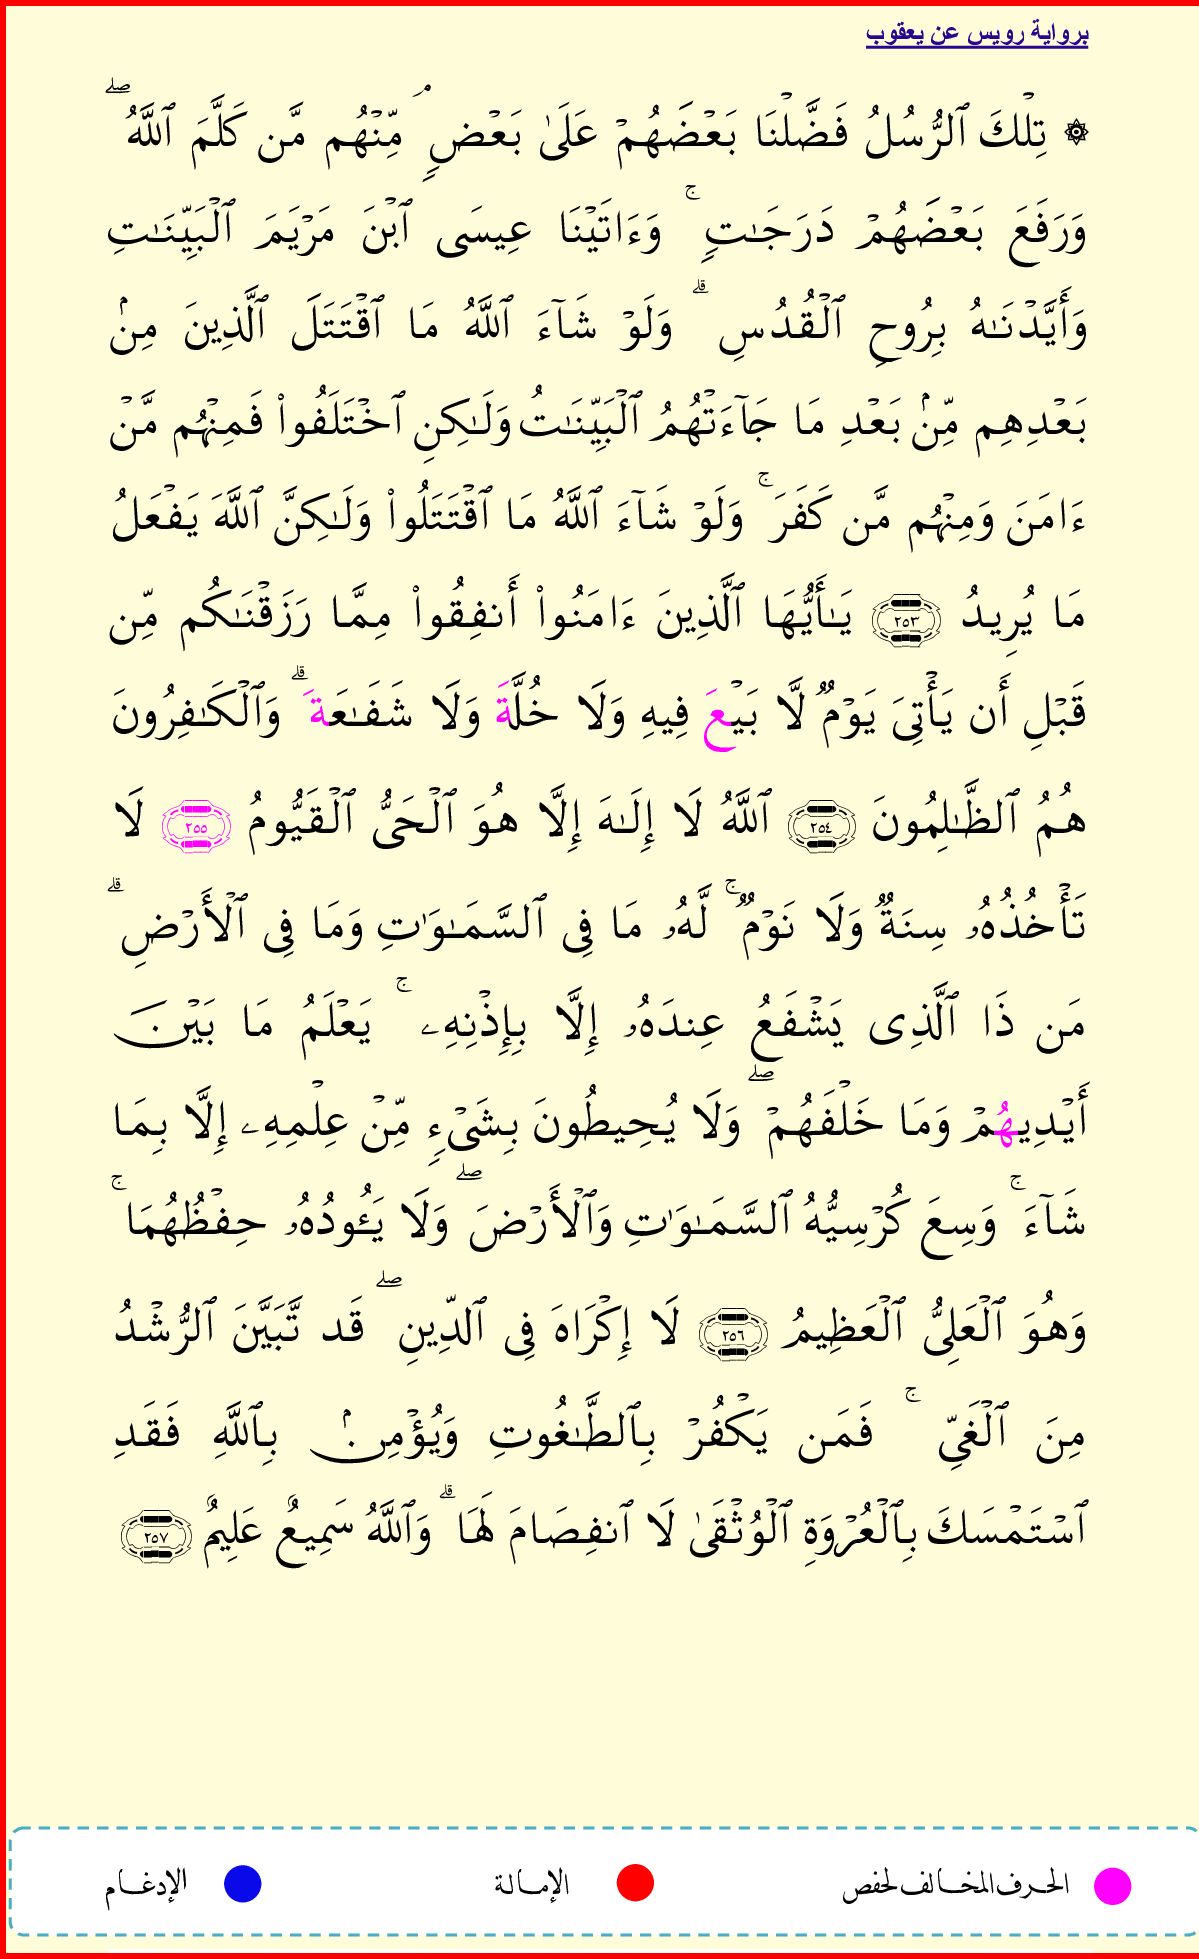 برواية رويس عن يعقوب
۞ تِلْكَ ٱلرُّسُلُ فَضَّلْنَا بَعْضَهُمْ عَلَىٰ بَعْضٍۢ ۘ مِّنْهُم مَّن كَلَّمَ ٱللَّهُ ۖ
وَرَفَعَ بَعْضَهُمْ دَرَجَـٰتٍۢ ۚ وَءَاتَيْنَا عِيسَى ٱبْنَ مَرْيَمَ ٱلْبَيِّنَـٰتِ
وَأَيَّدْنَـٰهُ بِرُوحِ ٱلْقُدُسِ ۗ وَلَوْ شَآءَ ٱللَّهُ مَا ٱقْتَتَلَ ٱلَّذِينَ مِنۢ
بَعْدِهِم مِّنۢ بَعْدِ مَا جَآءَتْهُمُ ٱلْبَيِّنَـٰتُ وَلَـٰكِنِ ٱخْتَلَفُوا۟ فَمِنْهُم مَّنْ
ءَامَنَ وَمِنْهُم مَّن كَفَرَ ۚ وَلَوْ شَآءَ ٱللَّهُ مَا ٱقْتَتَلُوا۟ وَلَـٰكِنَّ ٱللَّهَ يَفْعَلُ
مَا يُرِيدُ ٢٥٣ يَـٰٓأَيُّهَا ٱلَّذِينَ ءَامَنُوٓا۟ أَنفِقُوا۟ مِمَّا رَزَقْنَـٰكُم مِّن
قَبْلِ أَن يَأْتِىَ يَوْمٌۭ لَّا بَيْعَ فِيهِ وَلَا خُلَّةَ وَلَا شَفَـٰعَةَ ۗ وَٱلْكَـٰفِرُونَ
هُمُ ٱلظَّـٰلِمُونَ ٢٥٤ ٱللَّهُ لَا إِلَـٰهَ إِلَّا هُوَ ٱلْحَىُّ ٱلْقَيُّومُ ٢٥٥ لَا
تَأْخُذُهُۥ سِنَةٌۭ وَلَا نَوْمٌۭ ۚ لَّهُۥ مَا فِى ٱلسَّمَـٰوَٰتِ وَمَا فِى ٱلْأَرْضِ ۗ
مَن ذَا ٱلَّذِى يَشْفَعُ عِندَهُۥ إِلَّا بِإِذْنِهِۦ ۚ يَعْلَمُ مَا بَيْنَ
أَيْدِيهُمْ وَمَا خَلْفَهُمْ ۖ وَلَا يُحِيطُونَ بِشَىْءٍۢ مِّنْ عِلْمِهِۦ إِلَّا بِمَا
شَآءَ ۚ وَسِعَ كُرْسِيُّهُ ٱلسَّمَـٰوَٰتِ وَٱلْأَرْضَ ۖ وَلَا يَـُٔودُهُۥ حِفْظُهُمَا ۚ
وَهُوَ ٱلْعَلِىُّ ٱلْعَظِيمُ ٢٥٦ لَا إِكْرَاهَ فِى ٱلدِّينِ ۖ قَد تَّبَيَّنَ ٱلرُّشْدُ
مِنَ ٱلْغَىِّ ۚ فَمَن يَكْفُرْ بِٱلطَّـٰغُوتِ وَيُؤْمِنۢ بِٱللَّهِ فَقَدِ
ٱسْتَمْسَكَ بِٱلْعُرْوَةِ ٱلْوُثْقَىٰ لَا ٱنفِصَامَ لَهَا ۗ وَٱللَّهُ سَمِيعٌ عَلِيمٌ ٢٥٧
الحرف المخالف لحفص
الإمالة
الإدغام